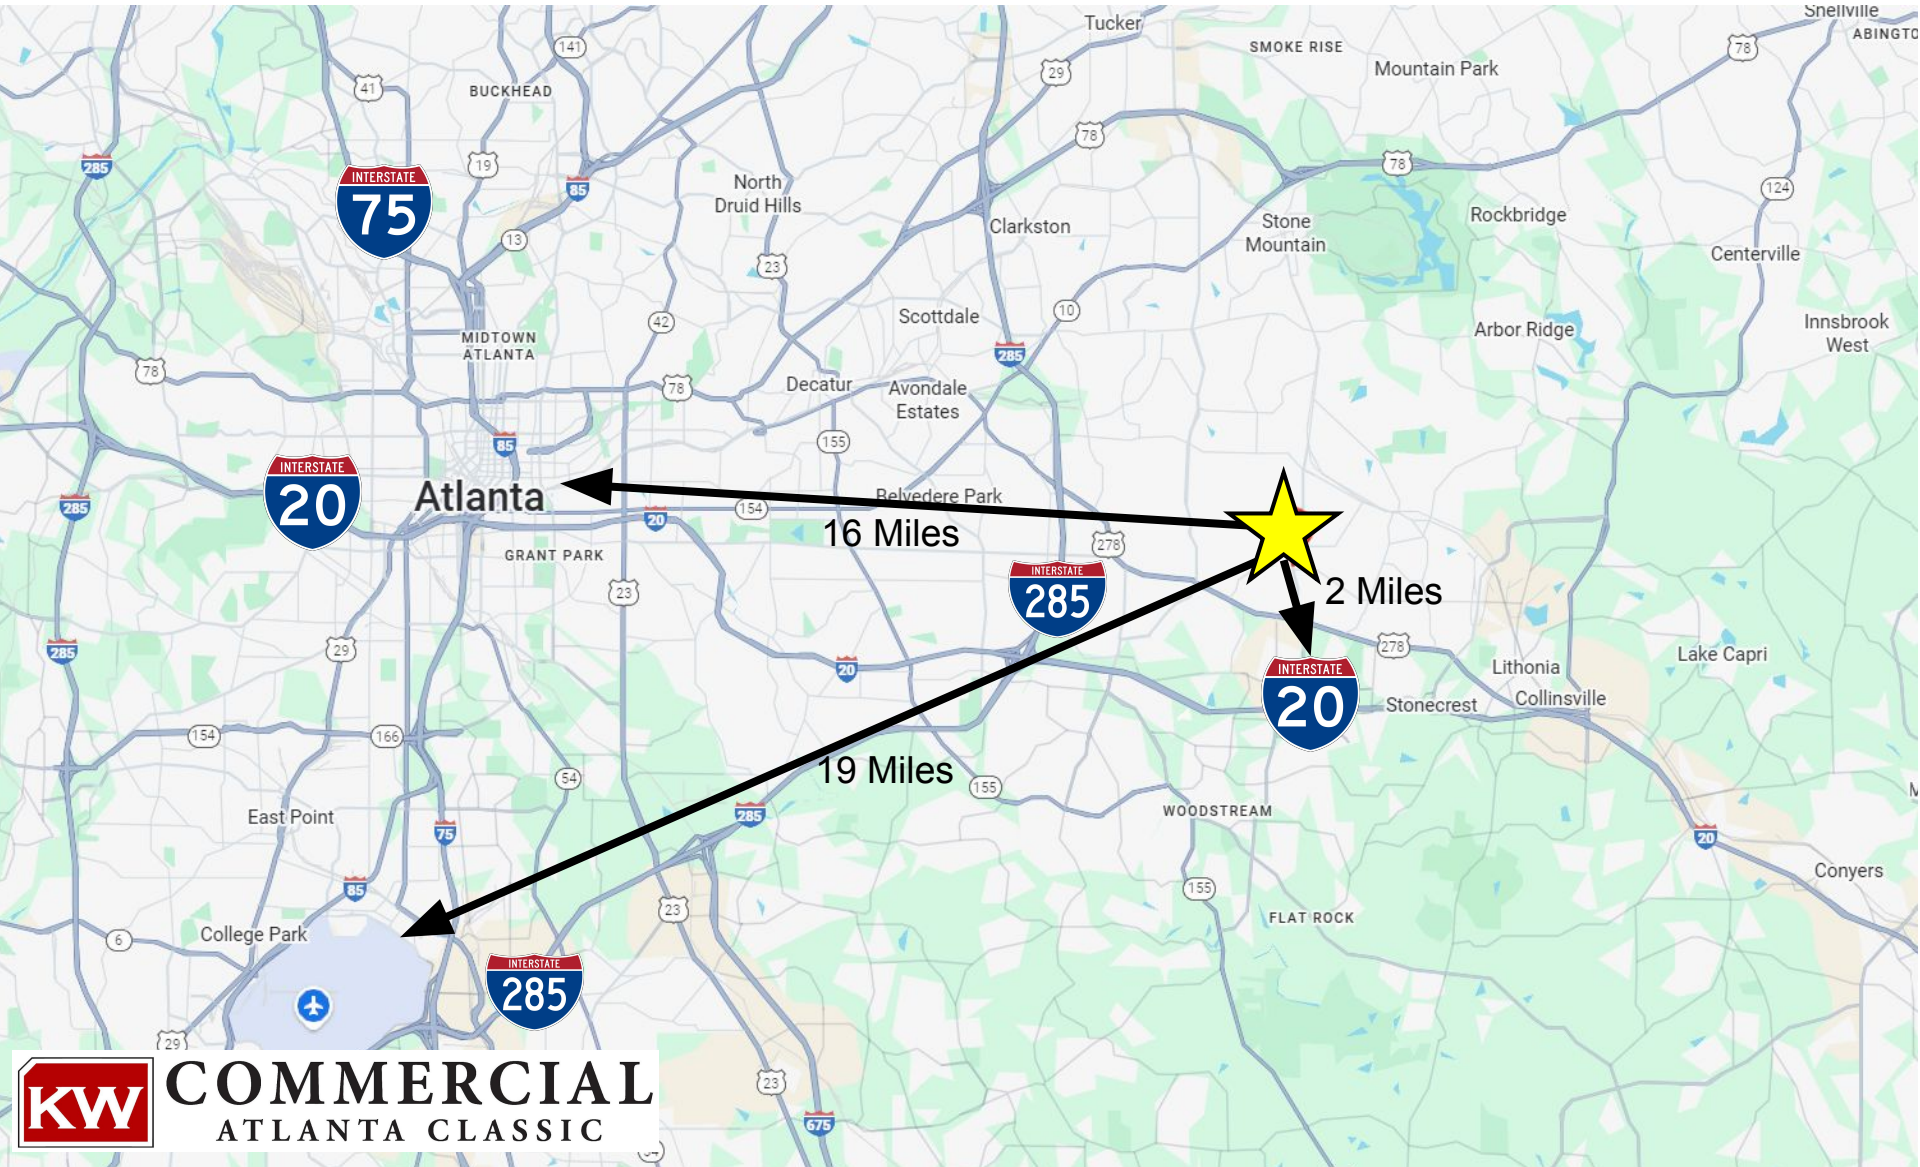 Snellville
ABINGTO
Tucker
141
SMOKE RISE
78
29
Mountain Park
41
BUCKHEAD
78
285
19
78
INTERSTATE
75
85
North
Druid Hills
124
Clarkston
Stone
Mountain
Rockbridge
13
23
Centerville
10
Scottdale
42
MIDTOWN
ATLANTA
Arbor Ridge
Innsbrook
West
285
78
78
Decatur
Avondale
Estates
85
155
INTERSTATE
20
Atlanta
Belvedere Park
285
154
20
16 Miles
278
GRANT PARK
INTERSTATE
285
2 Miles
23
29
285
278
20
Lithonia
Lake Capri
INTERSTATE
20
Stonecrest
Collinsville
154
166
19 Miles
54
155
285
WOODSTREAM
East Point
75
20
Conyers
85
155
23
FLAT ROCK
6
College Park
INTERSTATE
285
29
23
675
KW
COMMERCIAL
ATLANTA CLASSIC